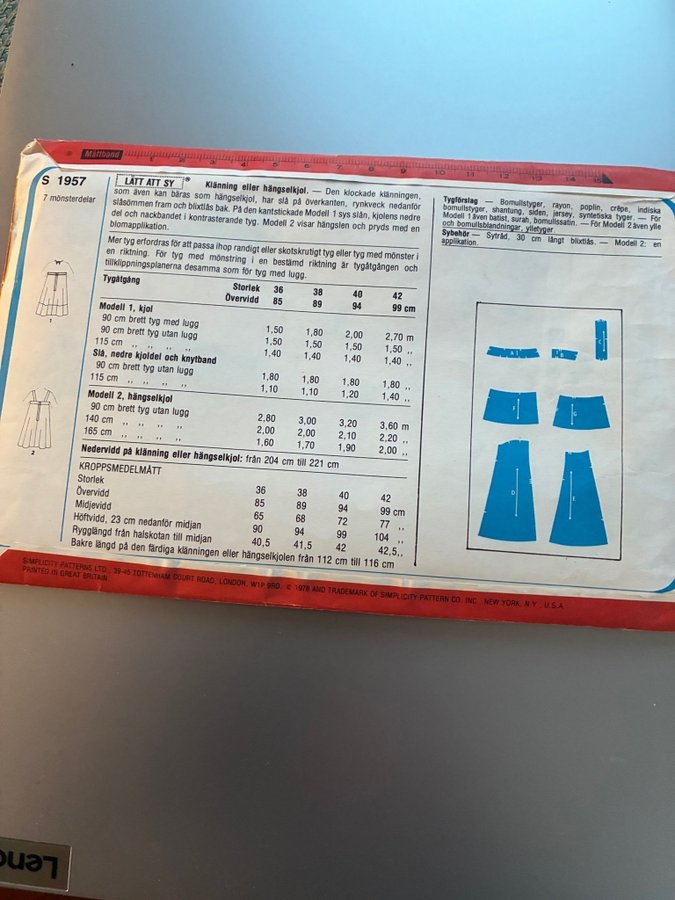 Måttband 1 2 3 4 5 6 7 11 12 13 14 15
S 1957
7 mönsterdelar
1
2
LÄTT ATT SY ® Klänning eller hängselkjol. — Den klockade klänningen,
som även kan bäras som hängselkjol, har slå på överkanten, rynkveck nedanför
slåsömmen fram och blixtlås bak. På den kantstickade Modell 1 sys slån, kjolens nedre
del och nackbandet i kontrasterande tyg. Modell 2 visar hängslen och pryds med en
blomapplikation.
Mer tyg erfordras för att passa ihop randigt eller skotskrutigt tyg eller tyg med mönster i
en riktning. För tyg med mönstring i en bestämd riktning är tygåtgången och
tillklippningsplanerna desamma som för tyg med lugg.
Tygåtgång Storlek 36 38 40 42
Övervidd 85 89 94 99 cm
Modell 1, kjol
90 cm brett tyg med lugg 1,50 1,80 2,00 2,70 m
90 cm brett tyg utan lugg 1,50 1,50 1,50 1,50 ,,
115 cm ,, ,, ,, ,, 1,40 1,40 1,40 1,40 ,,
Slå, nedre kjoldel och knytband
90 cm brett tyg utan lugg 1,80 1,80 1,80 1,80 ,,
115 cm ,, ,, ,, ,, 1,10 1,10 1,20 1,40 ,,
Modell 2, hängselkjol
90 cm brett tyg utan lugg 2,80 3,00 3,20 3,60 m
140 cm ,, ,, ,, ,, 2,00 2,00 2,10 2,20 ,,
165 cm ,, ,, ,, ,, 1,60 1,70 1,90 2,00 ,,
Nedervidd på klänning eller hängselkjol: från 204 cm till 221 cm
KROPPSMEDELMÅTT
Storlek 36 38 40 42
Övervidd 85 89 94 99 cm
Midjevidd 65 68 72 77 ,,
Höftvidd, 23 cm nedanför midjan 90 94 99 104 ,,
Rygglängd från halskotan till midjan 40,5 41,5 42 42,5,,
Bakre längd på den färdiga klänningen eller hängselkjolen från 112 cm till 116 cm
Tygförslag — Bomullstyger, rayon, poplin, crêpe, indiska
bomullstyger, shantung, siden, jersey, syntetiska tyger. — För
Modell 1 även batist, surah, bomullssatin. — För Modell 2 även ylle
och bomullsblandningar, ylletyger.
Sybehör — Sytråd, 30 cm långt blixtlås. — Modell 2: en
applikation.
A B C
F G
D E
SIMPLICITY PATTERNS LTD., 39-45 TOTTENHAM COURT ROAD, LONDON, W1P 9RD. © 1978 AND TRADEMARK OF SIMPLICITY PATTERN CO. INC., NEW YORK, N.Y., U.S.A.
PRINTED IN GREAT BRITAIN
Leno